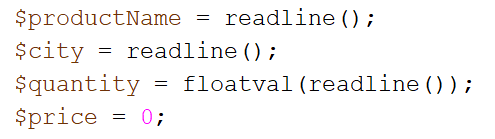 $productName = readline();
$city = readline();
$quantity = floatval(readline());
$price = 0;